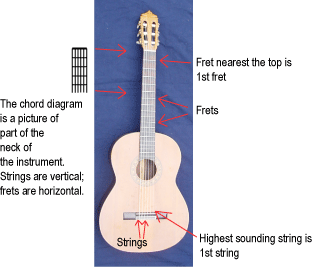 Fret nearest the top is
1st fret
The chord diagram
is a picture of
part of the
neck of
the instrument.
Strings are vertical;
frets are horizontal.
Frets
Strings
Highest sounding string is
1st string